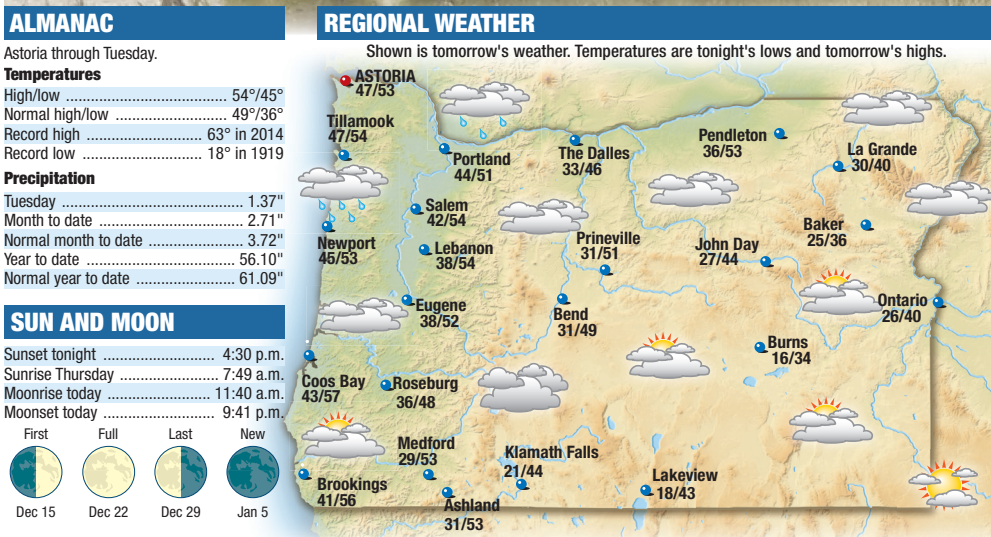 ALMANAC
Astoria through Tuesday.
Temperatures
High/low ..................................... 54°/45°
Normal high/low .......................... 49°/36°
Record high ................................ 63° in 2014
Record low ........................... 18° in 1919
Precipitation
Tuesday ........................................ 1.37"
Month to date ................................ 2.71"
Normal month to date ...................... 3.72"
Year to date .................................. 56.10"
Normal year to date ....................... 61.09"
SUN AND MOON
Sunset tonight .......................... 4:30 p.m.
Sunrise Thursday ....................... 7:49 a.m.
Moonrise today ........................ 11:40 a.m.
Moonset today .......................... 9:41 p.m.
First Full Last New
Dec 15 Dec 22 Dec 29 Jan 5
REGIONAL WEATHER
Shown is tomorrow's weather. Temperatures are tonight's lows and tomorrow's highs.
ASTORIA
47/53
Tillamook
47/54
Portland
44/51
The Dalles
33/46
Pendleton
36/53
La Grande
30/40
Salem
42/54
Newport
45/53
Lebanon
38/54
Prineville
31/51
John Day
27/44
Baker
25/36
Eugene
38/52
Bend
31/49
Ontario
26/40
Burns
16/34
Coos Bay
43/57
Roseburg
36/48
Medford
29/53
Klamath Falls
21/44
Brookings
41/56
Ashland
31/53
Lakeview
18/43